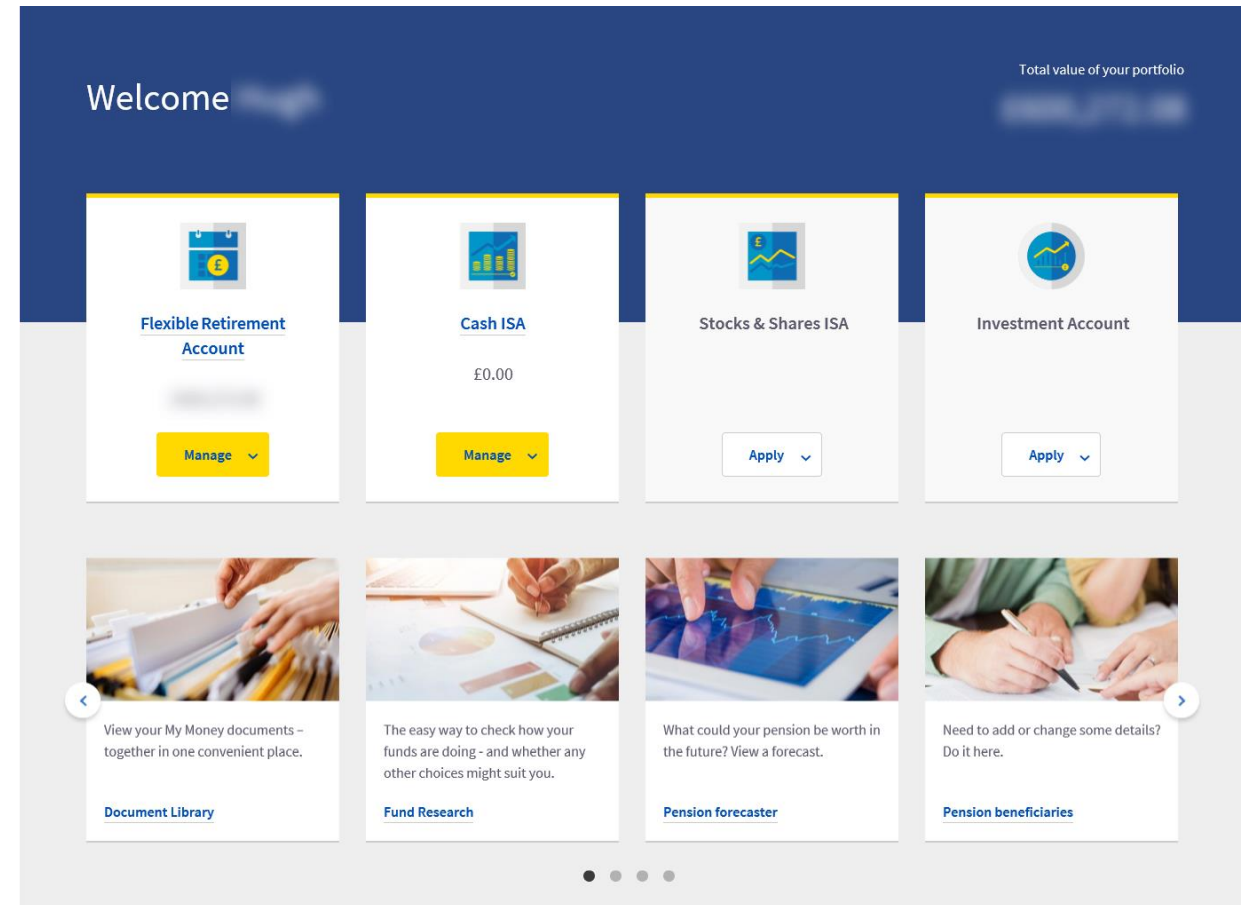 Total value of your portfolio
Welcome
Flexible Retirement
Account
Manage
Cash ISA
£0.00
Manage
Stocks & Shares ISA
Apply
Investment Account
Apply
View your My Money documents –
together in one convenient place.
Document Library
The easy way to check how your
funds are doing - and whether any
other choices might suit you.
Fund Research
What could your pension be worth in
the future? View a forecast.
Pension forecaster
Need to add or change some details?
Do it here.
Pension beneficiaries